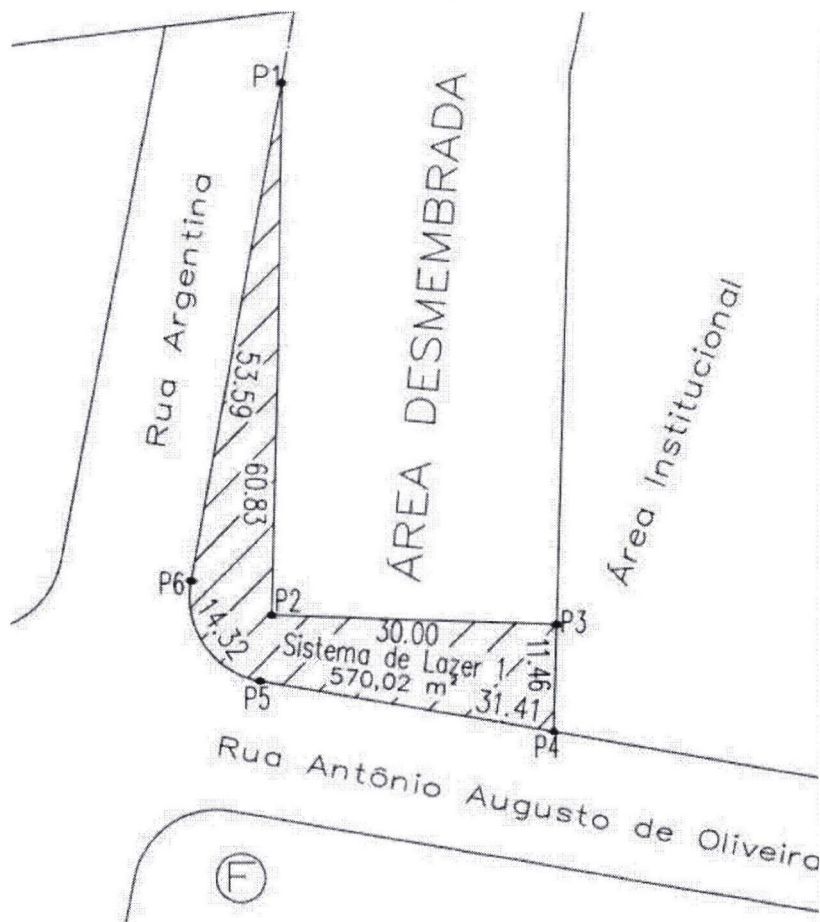 P1
ÁREA DESMEMBRADA
Rua Argentina
Área Institucional
53.59
60.83
P6
P2
P3
14.32
30.00
11.46
Sistema de Lazer 1
570,02 m²
P5
31.41
P4
Rua Antônio Augusto de Oliveira
F